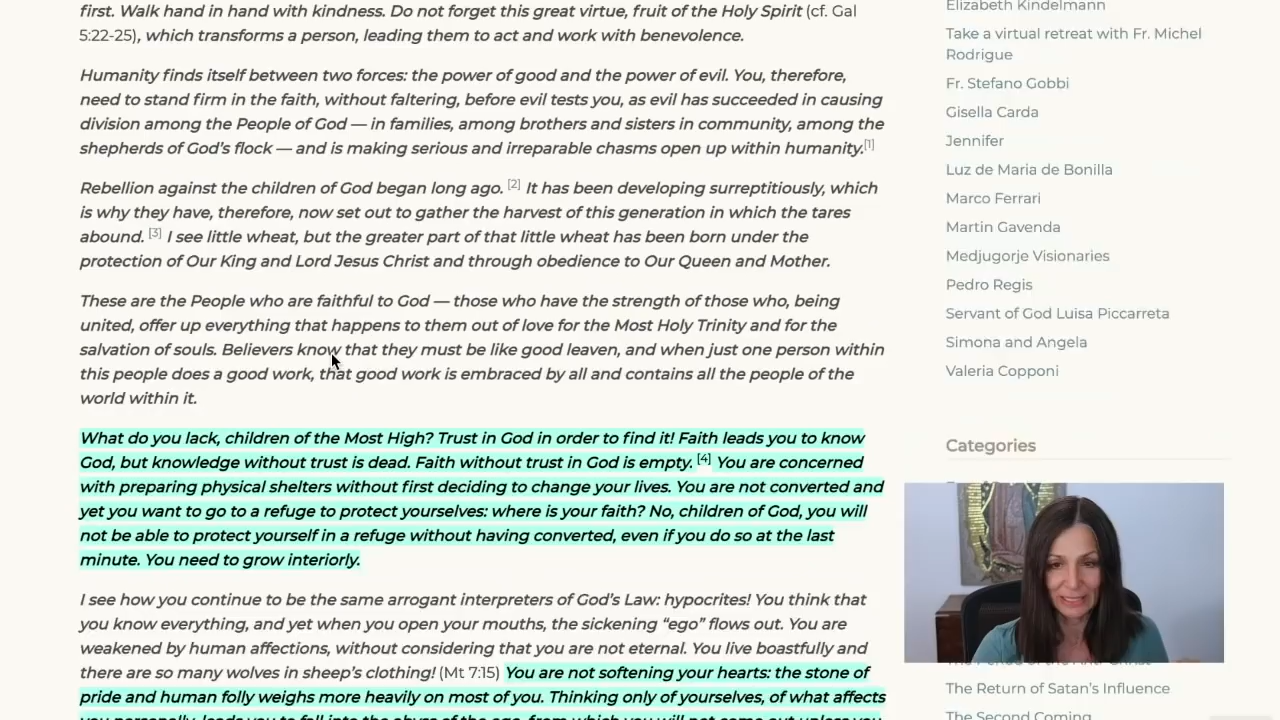 first. Walk hand in hand with kindness. Do not forget this great virtue, fruit of the Holy Spirit (cf. Gal
5:22-25), which transforms a person, leading them to act and work with benevolence.
Humanity finds itself between two forces: the power of good and the power of evil. You, therefore,
need to stand firm in the faith, without faltering, before evil tests you, as evil has succeeded in causing
division among the People of God — in families, among brothers and sisters in community, among the
shepherds of God's flock — and is making serious and irreparable chasms open up within humanity.[1]
Rebellion against the children of God began long ago. [2] It has been developing surreptitiously, which
is why they have, therefore, now set out to gather the harvest of this generation in which the tares
abound. [3] I see little wheat, but the greater part of that little wheat has been born under the
protection of Our King and Lord Jesus Christ and through obedience to Our Queen and Mother.
These are the People who are faithful to God — those who have the strength of those who, being
united, offer up everything that happens to them out of love for the Most Holy Trinity and for the
salvation of souls. Believers know that they must be like good leaven, and when just one person within
this people does a good work, that good work is embraced by all and contains all the people of the
world within it.
What do you lack, children of the Most High? Trust in God in order to find it! Faith leads you to know
God, but knowledge without trust is dead. Faith without trust in God is empty. [4] You are concerned
with preparing physical shelters without first deciding to change your lives. You are not converted and
yet you want to go to a refuge to protect yourselves: where is your faith? No, children of God, you will
not be able to protect yourself in a refuge without having converted, even if you do so at the last
minute. You need to grow interiorly.
I see how you continue to be the same arrogant interpreters of God's Law: hypocrites! You think that
you know everything, and yet when you open your mouths, the sickening “ego” flows out. You are
weakened by human affections, without considering that you are not eternal. You live boastfully and
there are so many wolves in sheep's clothing! (Mt 7:15) You are not softening your hearts: the stone of
pride and human folly weighs more heavily on most of you. Thinking only of yourselves, of what affects
you personally, leads you to fall into the abyss of the ego, from which you will not come out unless you
Elizabeth Kindelmann
Take a virtual retreat with Fr. Michel
Rodrigue
Fr. Stefano Gobbi
Gisella Carda
Jennifer
Luz de Maria de Bonilla
Marco Ferrari
Martin Gavenda
Medjugorje Visionaries
Pedro Regis
Servant of God Luisa Piccarreta
Simona and Angela
Valeria Copponi
Categories
The Return of Satan's Influence
The Second Coming